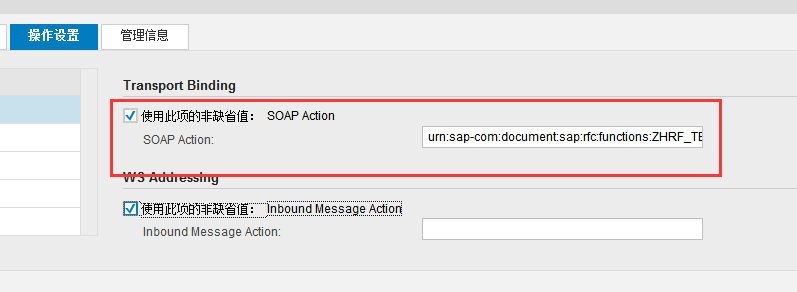 操作设置
管理信息
Transport Binding
使用此项的非缺省值： SOAP Action
SOAP Action:
urn:sap-com:document:sap:rfc:functions:ZHRF_TE
WS Addressing
使用此项的非缺省值： Inbound Message Action
Inbound Message Action: